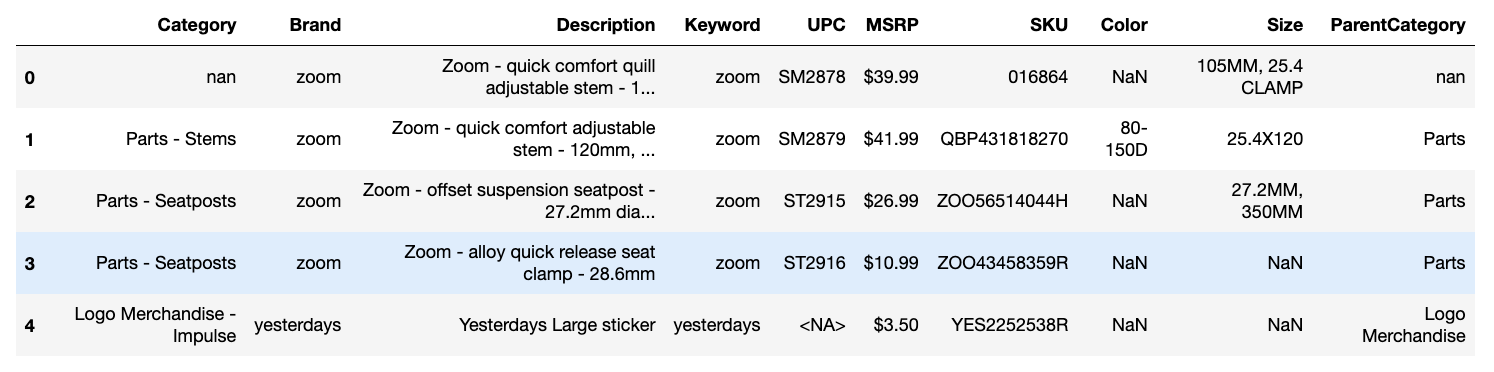 Category Brand Description Keyword UPC MSRP SKU Color Size ParentCategory
0 nan zoom Zoom - quick comfort quill adjustable stem - 1... zoom SM2878 $39.99 016864 NaN 105MM, 25.4 CLAMP nan
1 Parts - Stems zoom Zoom - quick comfort adjustable stem - 120mm, ... zoom SM2879 $41.99 QBP431818270 80-150D 25.4X120 Parts
2 Parts - Seatposts zoom Zoom - offset suspension seatpost - 27.2mm dia... zoom ST2915 $26.99 ZOO56514044H NaN 27.2MM, 350MM Parts
3 Parts - Seatposts zoom Zoom - alloy quick release seat clamp - 28.6mm zoom ST2916 $10.99 ZOO43458359R NaN NaN Parts
4 Logo Merchandise - Impulse yesterdays Yesterdays Large sticker yesterdays <NA> $3.50 YES2252538R NaN NaN Logo Merchandise